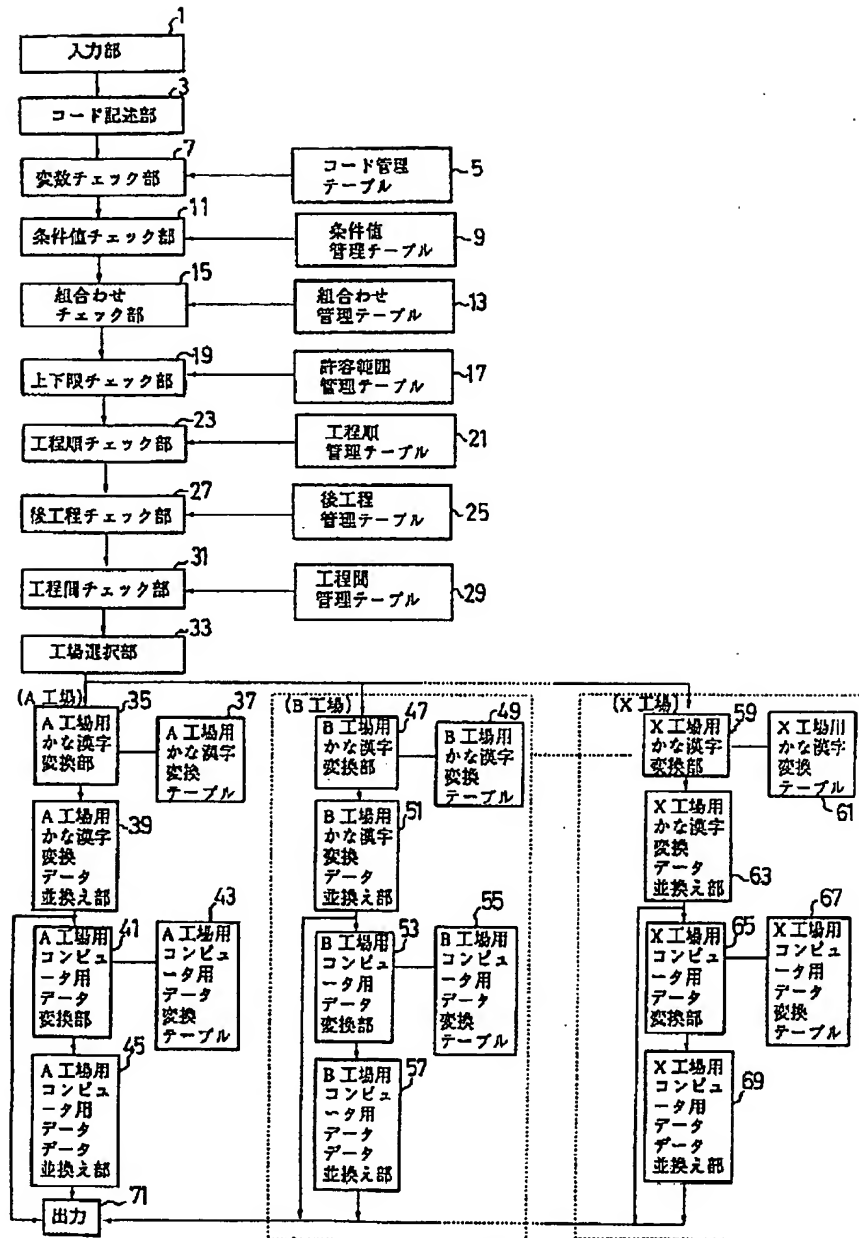 1
入力部
3
コード記述部
7
変数チェック部
コード管理
テーブル
5
11
条件値チェック部
条件値
管理テーブル
9
15
組合わせ
チェック部
組合わせ
管理テーブル
13
19
上下限チェック部
許容範囲
管理テーブル
17
23
工程順チェック部
工程順
管理テーブル
21
27
後工程チェック部
後工程
管理テーブル
25
31
工程間チェック部
工程間
管理テーブル
29
33
工場選択部
(A工場)
35
A工場用
かな漢字
変換部
37
A工場用
かな漢字
変換
テーブル
39
A工場用
かな漢字
変換
データ
並換え部
41
A工場用
コンピュ
ータ用
データ
変換部
43
A工場用
コンピュ
ータ用
データ
変換
テーブル
45
A工場用
コンピュ
ータ用
データ
データ
並換え部
71
出力
(B工場)
47
B工場用
かな漢字
変換部
49
B工場用
かな漢字
変換
テーブル
51
B工場用
かな漢字
変換
データ
並換え部
53
B工場用
コンピュ
ータ用
データ
変換部
55
B工場用
コンピュ
ータ用
データ
変換
テーブル
57
B工場用
コンピュ
ータ用
データ
データ
並換え部
(X工場)
59
X工場用
かな漢字
変換部
X工場用
かな漢字
変換
テーブル
61
X工場用
かな漢字
変換
データ
並換え部
63
65
X工場用
コンピュ
ータ用
データ
変換部
67
X工場用
コンピュ
ータ用
データ
変換
テーブル
X工場用
コンピュ
ータ用
データ
データ
並換え部
69